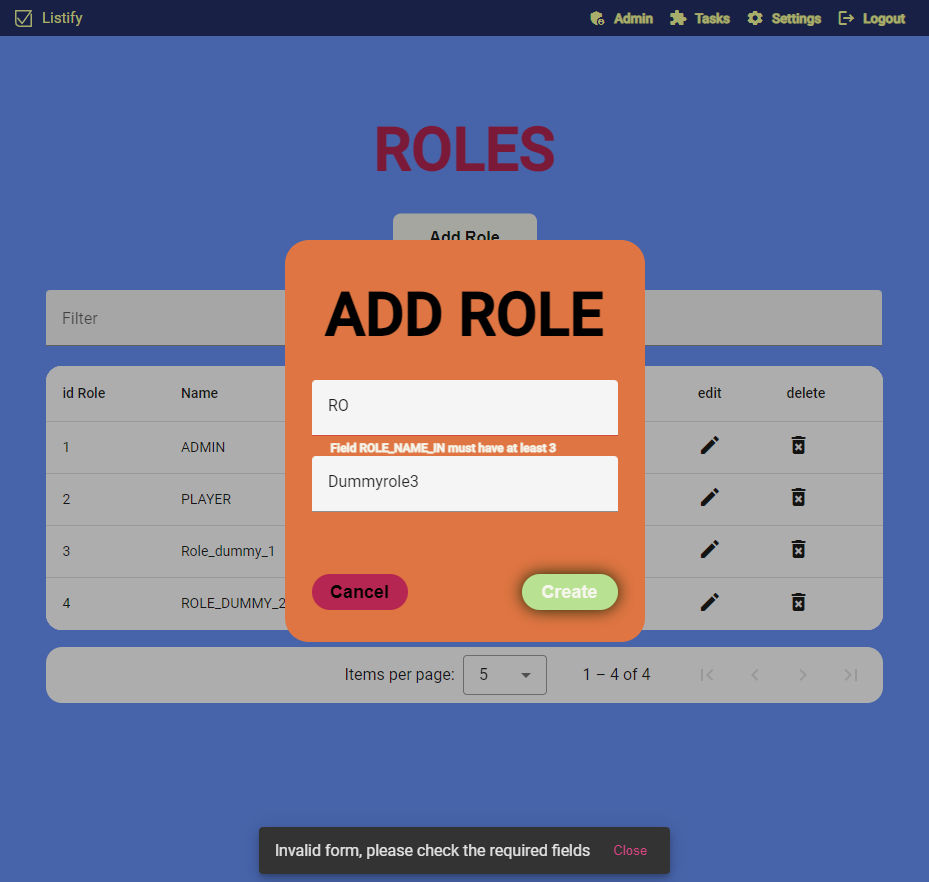 Listify
Admin Tasks Settings Logout
ROLES
Add Role
Filter
ADD ROLE
RO
Field ROLE_NAME_IN must have at least 3
Dummyrole3
Cancel Create
id Role Name edit delete
1 ADMIN
2 PLAYER
3 Role_dummy_1
4 ROLE_DUMMY_2
Items per page: 5 1 – 4 of 4
Invalid form, please check the required fields Close